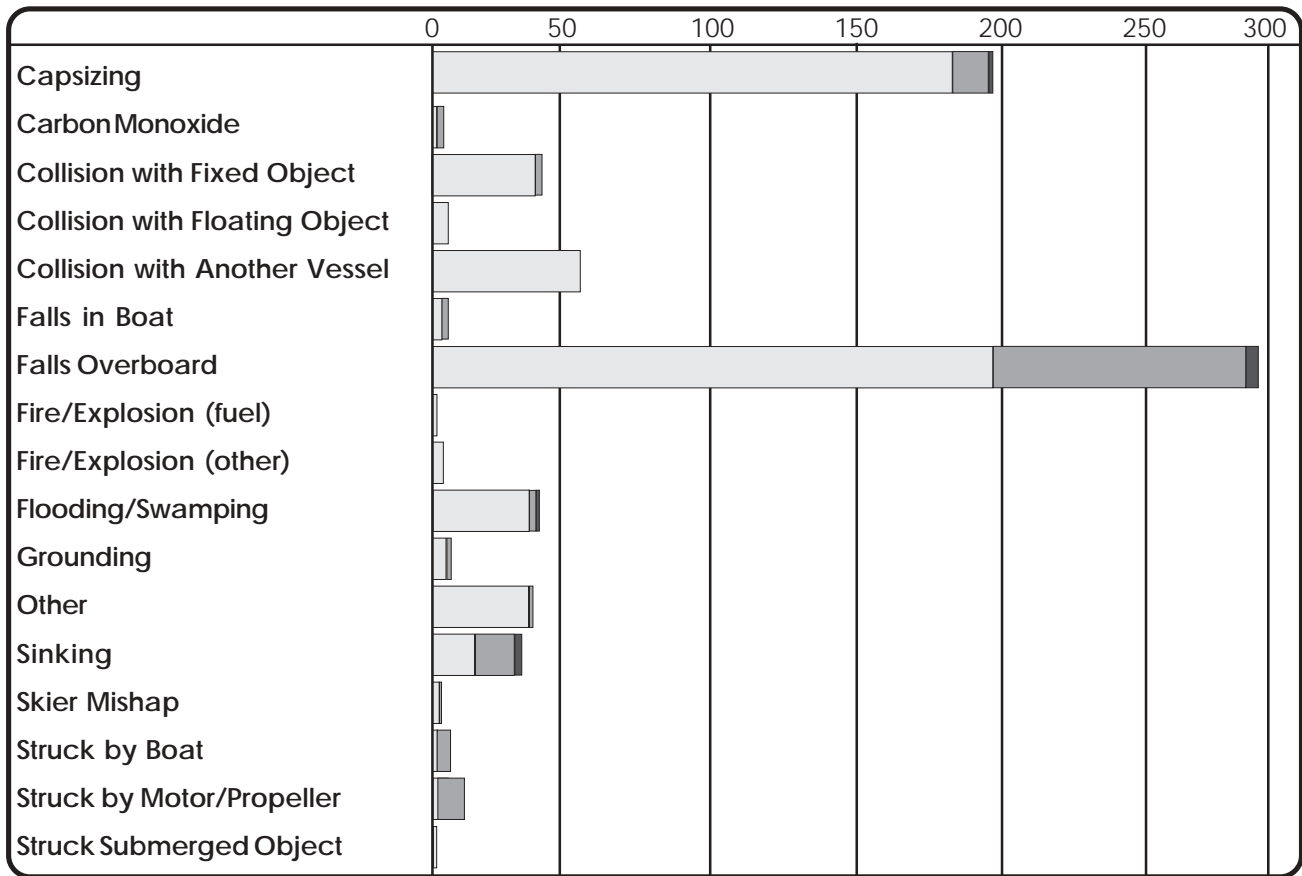 0 50 100 150 200 250 300
Capsizing
Carbon Monoxide
Collision with Fixed Object
Collision with Floating Object
Collision with Another Vessel
Falls in Boat
Falls Overboard
Fire/Explosion (fuel)
Fire/Explosion (other)
Flooding/Swamping
Grounding
Other
Sinking
Skier Mishap
Struck by Boat
Struck by Motor/Propeller
Struck Submerged Object